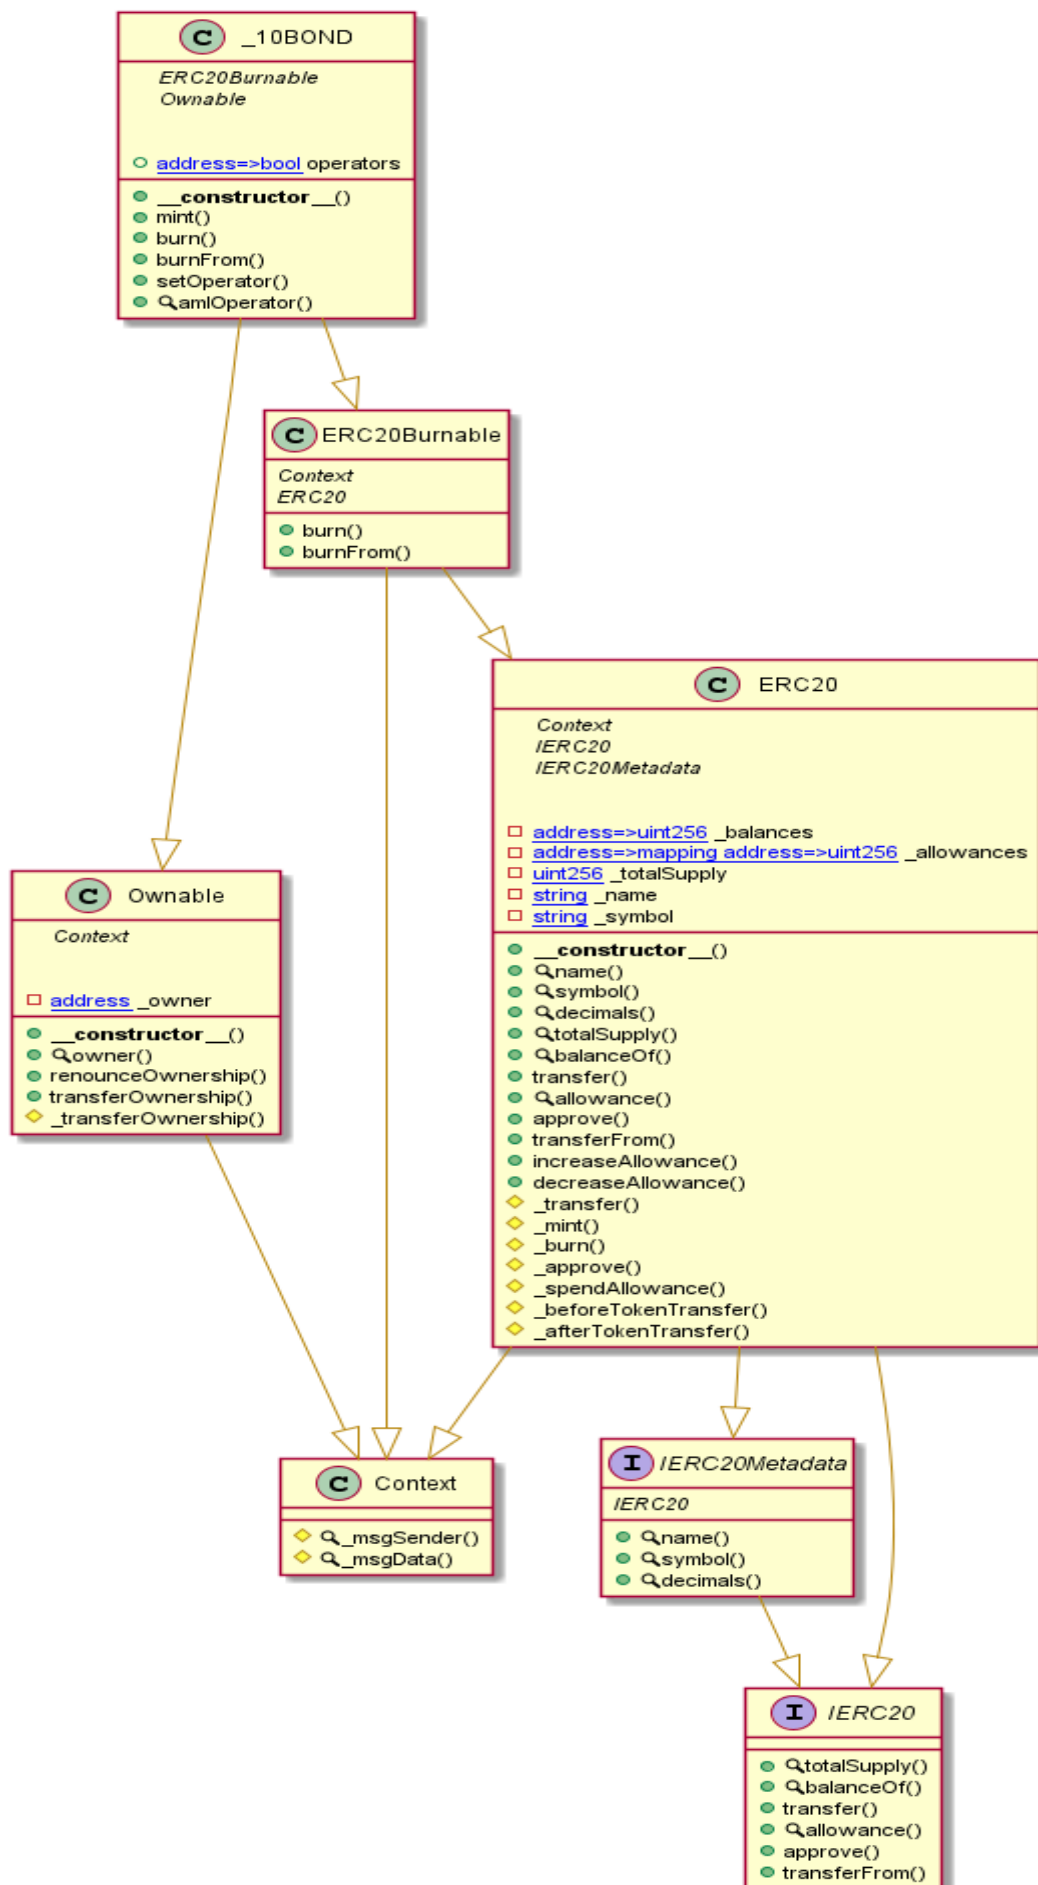 C _10BOND
ERC20Burnable
Ownable
address=>bool operators
__constructor__()
mint()
burn()
burnFrom()
setOperator()
amIOperator()
C ERC20Burnable
Context
ERC20
burn()
burnFrom()
C ERC20
Context
IERC20
IERC20Metadata
address=>uint256 _balances
address=>mapping address=>uint256 _allowances
uint256 _totalSupply
string _name
string _symbol
__constructor__()
name()
symbol()
decimals()
totalSupply()
balanceOf()
transfer()
allowance()
approve()
transferFrom()
increaseAllowance()
decreaseAllowance()
_transfer()
_mint()
_burn()
_approve()
_spendAllowance()
_beforeTokenTransfer()
_afterTokenTransfer()
C Ownable
Context
address _owner
__constructor__()
owner()
renounceOwnership()
transferOwnership()
_transferOwnership()
C Context
_msgSender()
_msgData()
I IERC20Metadata
IERC20
name()
symbol()
decimals()
I IERC20
totalSupply()
balanceOf()
transfer()
allowance()
approve()
transferFrom()